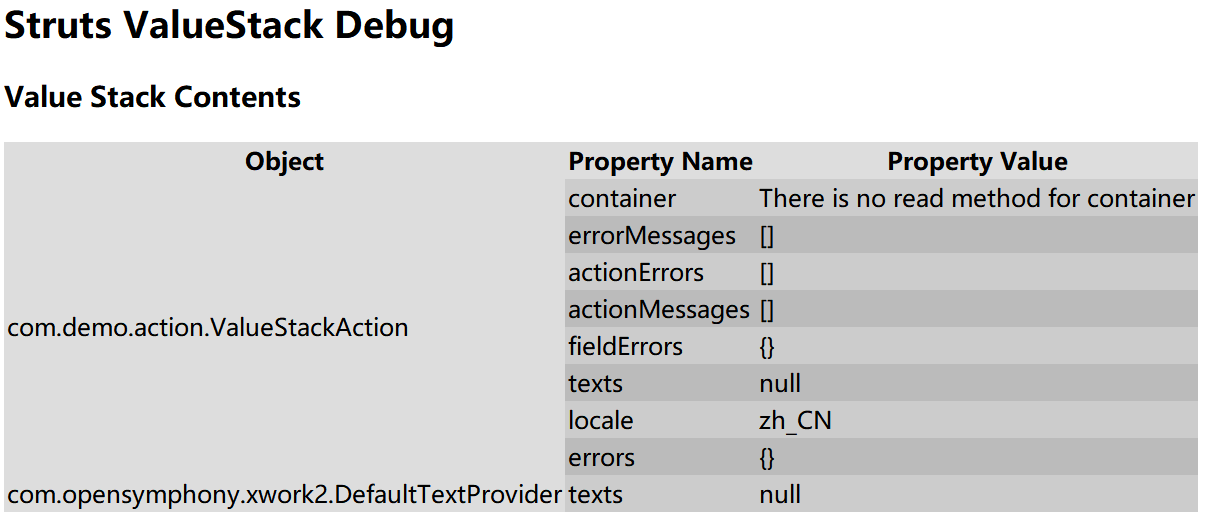 Struts ValueStack Debug
Value Stack Contents
Object Property Name Property Value
container There is no read method for container
errorMessages []
actionErrors []
actionMessages []
com.demo.action.ValueStackAction
fieldErrors {}
texts null
locale zh_CN
errors {}
com.opensymphony.xwork2.DefaultTextProvider texts null